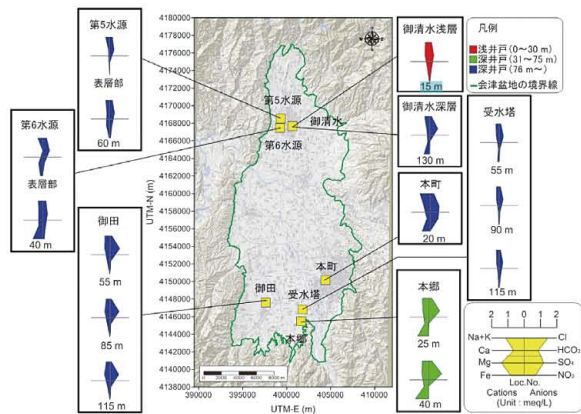 第5水源
表層部
60 m
第6水源
表層部
40 m
御田
55 m
85 m
115 m
UTM-N (m)
4180000
4178000
4176000
4174000
4172000
4170000
4168000
4166000
4164000
4162000
4160000
4158000
4156000
4154000
4152000
4150000
4148000
4146000
4144000
4142000
4140000
4138000
390000
395000
400000
405000
410000
UTM-E (m)
第5水源
御清水
第6水源
本町
御田
受水塔
本郷
0 2000 4000 6000 8000 m
御清水浅層
15 m
御清水深層
130 m
本町
20 m
本郷
25 m
40 m
凡例
浅井戸(0〜30 m)
深井戸(31〜75 m)
深井戸(76 m〜)
会津盆地の境界線
受水塔
55 m
90 m
115 m
2 1 0 1 2
Na+K Cl
Ca HCO3
Mg SO4
Fe NO3
Loc.No.
Cations Anions
(Unit : meq/L)